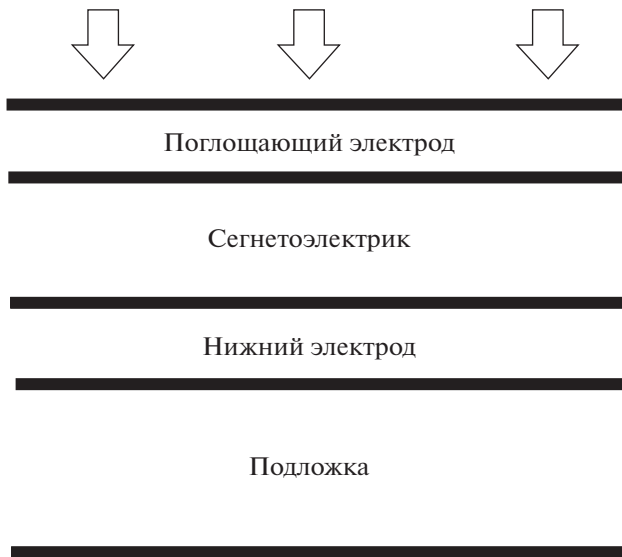 Поглощающий электрод
Сегнетоэлектрик
Нижний электрод
Подложка